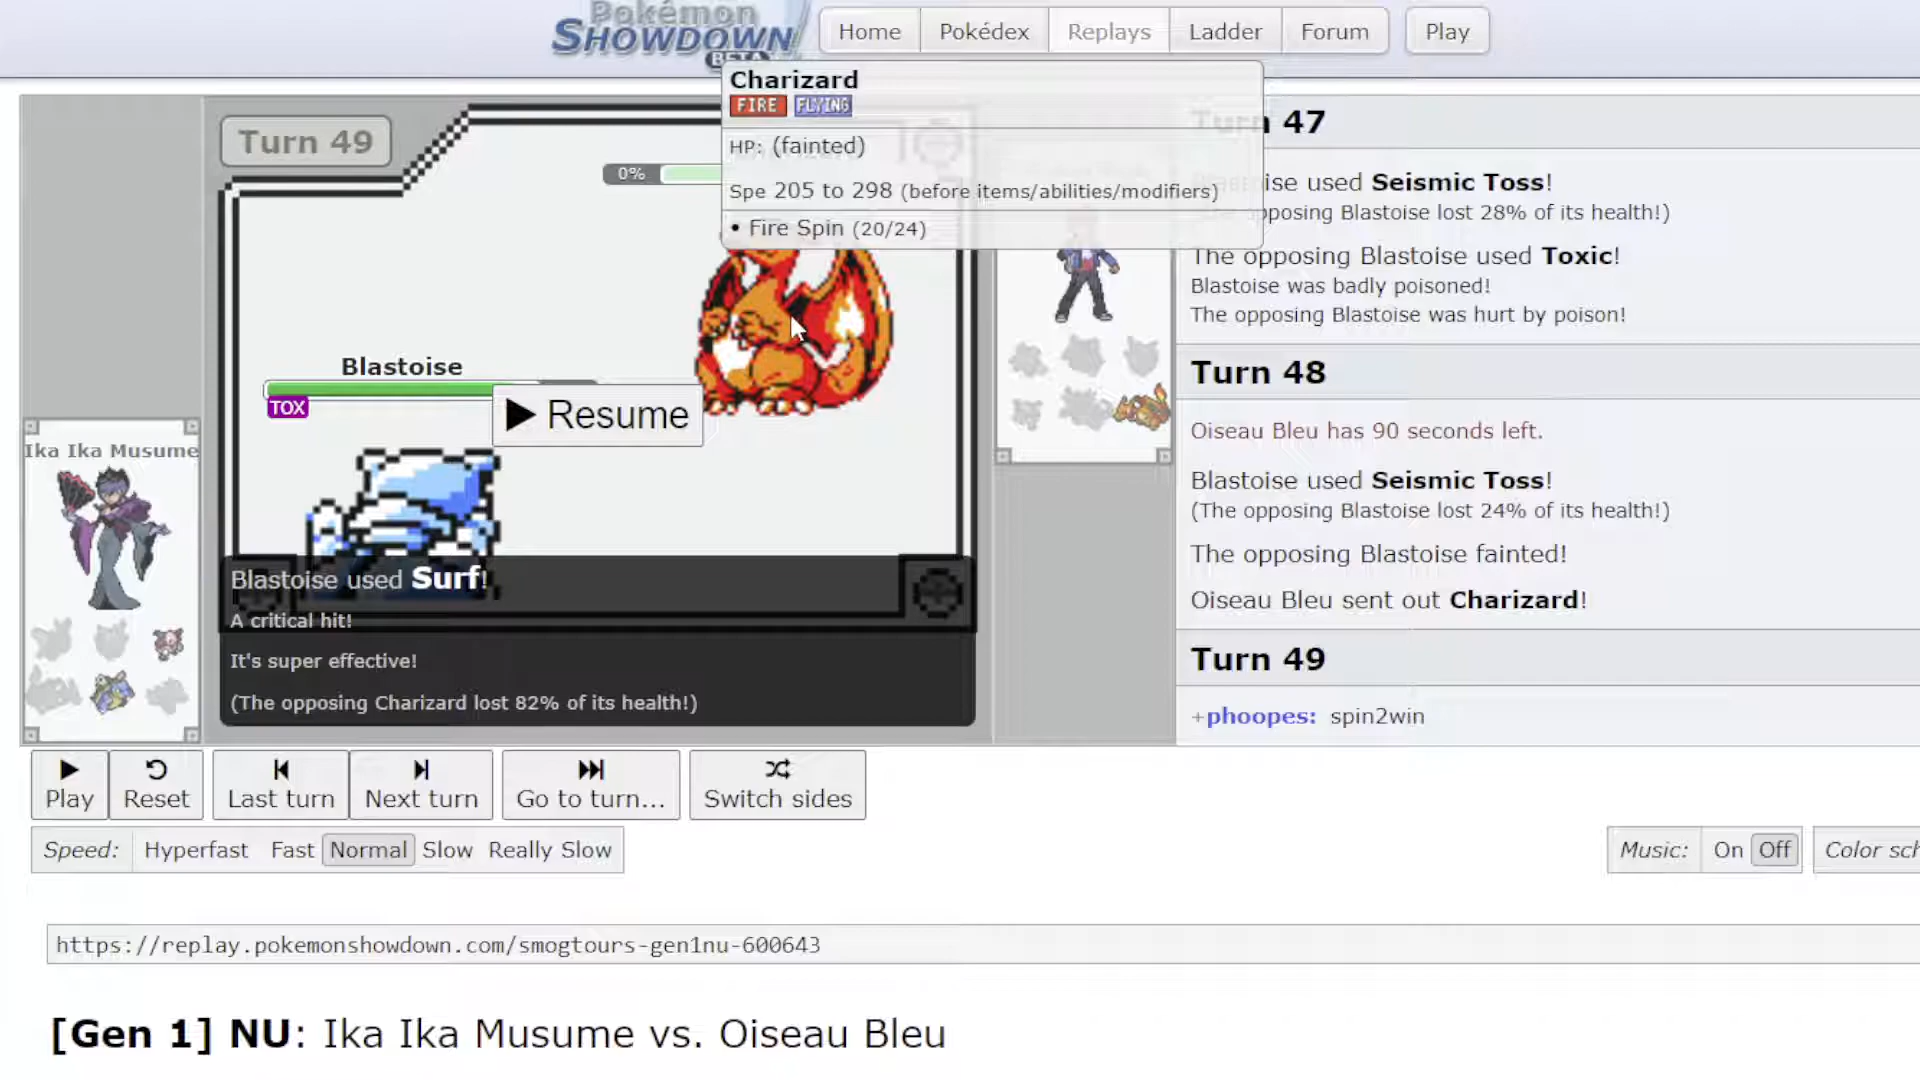 Pokémon
SHOWDOWN
BETA
Home
Pokédex
Replays
Ladder
Forum
Play
Charizard
FIRE FLYING
HP: (fainted)
Spe 205 to 298 (before items/abilities/modifiers)
• Fire Spin (20/24)
Turn 49
0%
Blastoise
TOX
Resume
Ika Ika Musume
Blastoise used Surf!
A critical hit!
It's super effective!
(The opposing Charizard lost 82% of its health!)
Turn 47
Blastoise used Seismic Toss!
opposing Blastoise lost 28% of its health!)
The opposing Blastoise used Toxic!
Blastoise was badly poisoned!
The opposing Blastoise was hurt by poison!
Turn 48
Oiseau Bleu has 90 seconds left.
Blastoise used Seismic Toss!
(The opposing Blastoise lost 24% of its health!)
The opposing Blastoise fainted!
Oiseau Bleu sent out Charizard!
Turn 49
+phoopes: spin2win
Play
Reset
Last turn
Next turn
Go to turn...
Switch sides
Speed: Hyperfast Fast Normal Slow Really Slow
Music: On Off
Color sch
https://replay.pokemonshowdown.com/smogtours-gen1nu-600643
[Gen 1] NU: Ika Ika Musume vs. Oiseau Bleu